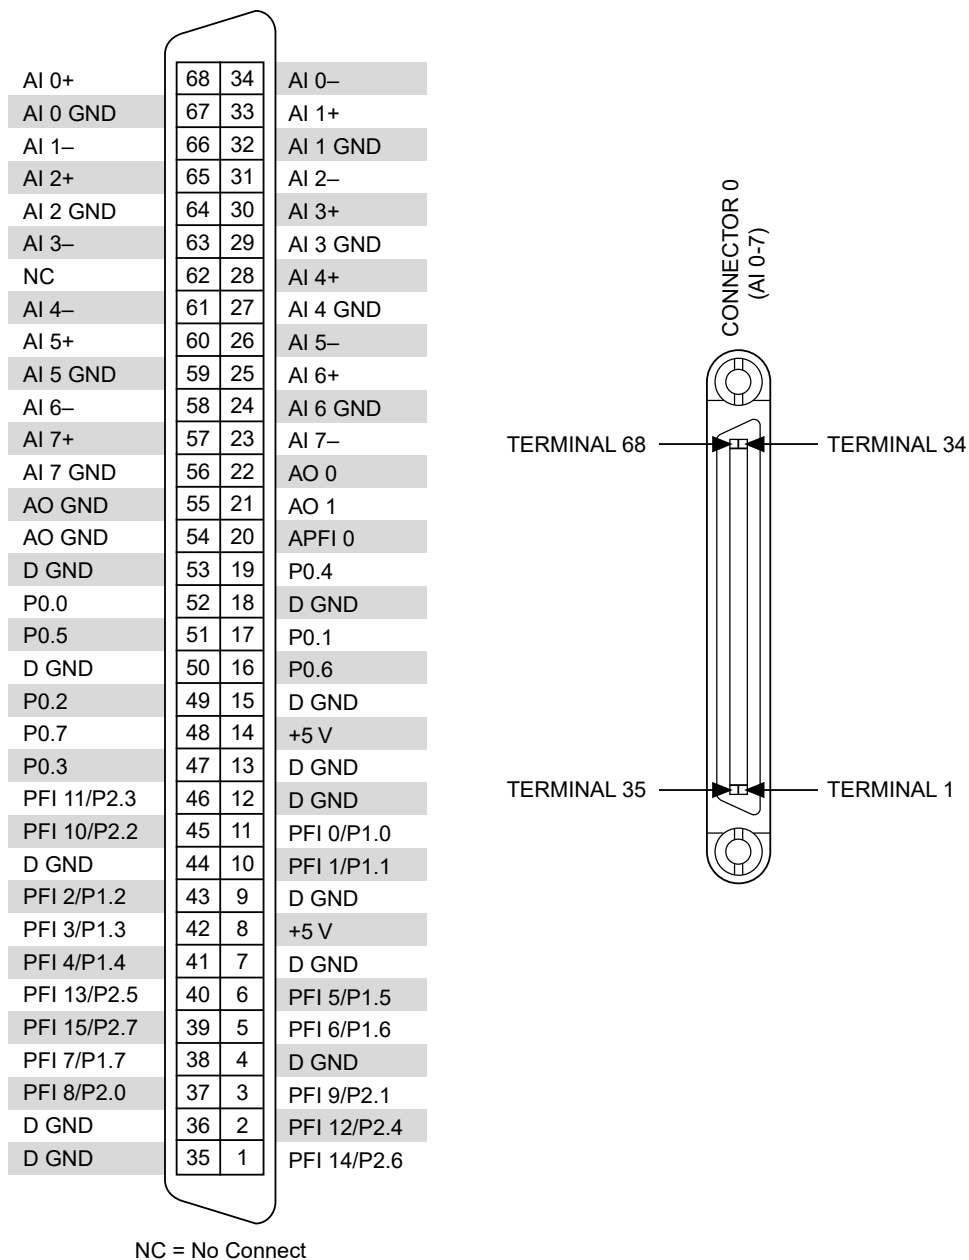 AI 0+ 68 34 AI 0–
AI 0 GND 67 33 AI 1+
AI 1– 66 32 AI 1 GND
AI 2+ 65 31 AI 2–
AI 2 GND 64 30 AI 3+
AI 3– 63 29 AI 3 GND
NC 62 28 AI 4+
AI 4– 61 27 AI 4 GND
AI 5+ 60 26 AI 5–
AI 5 GND 59 25 AI 6+
AI 6– 58 24 AI 6 GND
AI 7+ 57 23 AI 7–
AI 7 GND 56 22 AO 0
AO GND 55 21 AO 1
AO GND 54 20 APFI 0
D GND 53 19 P0.4
P0.0 52 18 D GND
P0.5 51 17 P0.1
D GND 50 16 P0.6
P0.2 49 15 D GND
P0.7 48 14 +5 V
P0.3 47 13 D GND
PFI 11/P2.3 46 12 D GND
PFI 10/P2.2 45 11 PFI 0/P1.0
D GND 44 10 PFI 1/P1.1
PFI 2/P1.2 43 9 D GND
PFI 3/P1.3 42 8 +5 V
PFI 4/P1.4 41 7 D GND
PFI 13/P2.5 40 6 PFI 5/P1.5
PFI 15/P2.7 39 5 PFI 6/P1.6
PFI 7/P1.7 38 4 D GND
PFI 8/P2.0 37 3 PFI 9/P2.1
D GND 36 2 PFI 12/P2.4
D GND 35 1 PFI 14/P2.6
NC = No Connect
CONNECTOR 0
(AI 0-7)
TERMINAL 68 TERMINAL 34
TERMINAL 35 TERMINAL 1